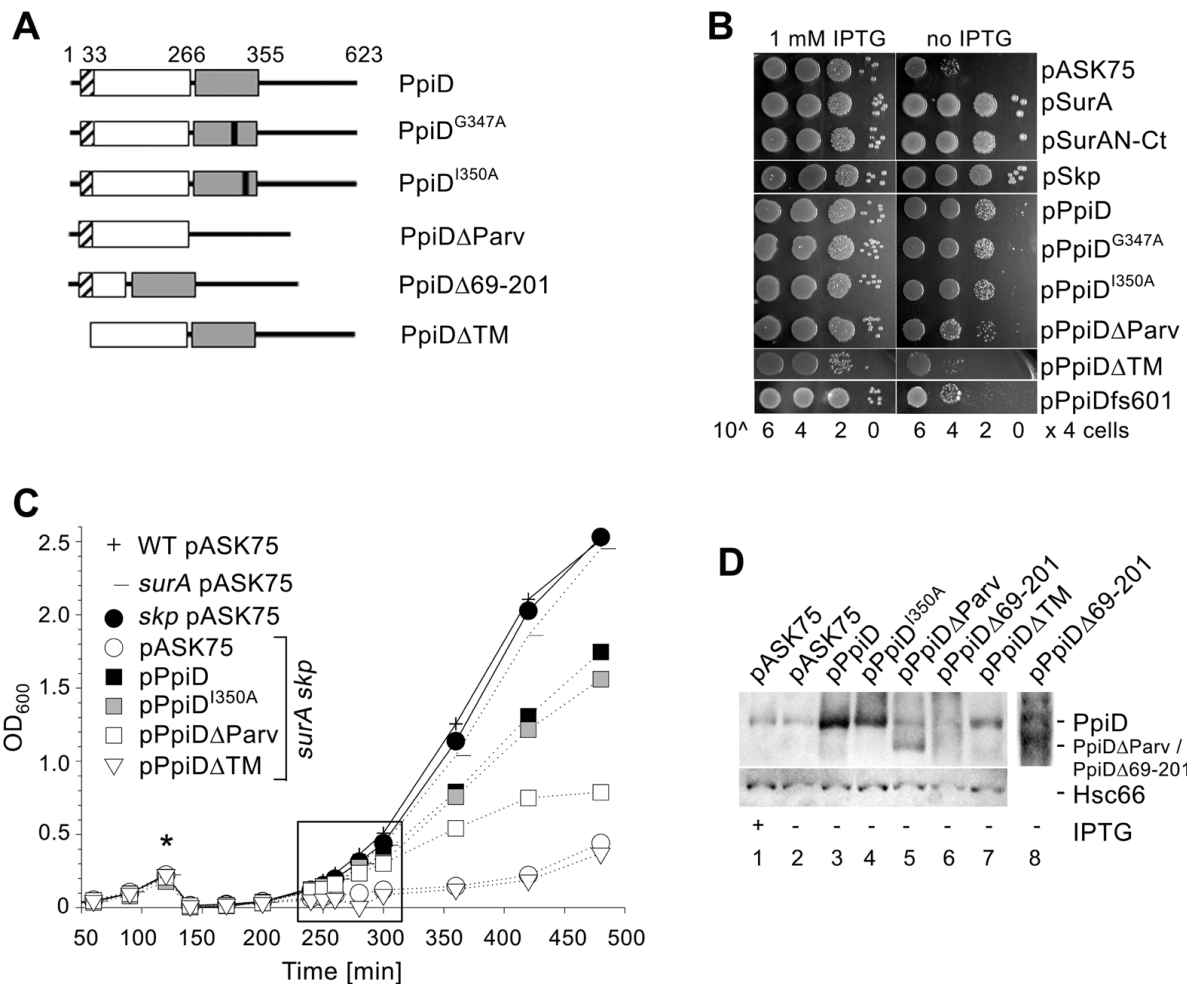 A
1 33 266 355 623
PpiD
PpiD^G347A
PpiD^I350A
PpiDΔParv
PpiDΔ69-201
PpiDΔTM
B
1 mM IPTG no IPTG
pASK75
pSurA
pSurAN-Ct
pSkp
pPpiD
pPpiD^G347A
pPpiD^I350A
pPpiDΔParv
pPpiDΔTM
pPpiDfs601
10^ 6 4 2 0 6 4 2 0 x 4 cells
C
OD600
2.5
2.0
1.5
1.0
0.5
0
+ WT pASK75
– surA pASK75
skp pASK75
pASK75
pPpiD
pPpiD^I350A
pPpiDΔParv
pPpiDΔTM
surA skp
*
50 100 150 200 250 300 350 400 450 500
Time [min]
D
pASK75
pASK75
pPpiD
pPpiD^I350A
pPpiDΔParv
pPpiDΔ69-201
pPpiDΔTM
pPpiDΔ69-201
- PpiD
- PpiDΔParv /
PpiDΔ69-201
- Hsc66
+ - - - - - - - IPTG
1 2 3 4 5 6 7 8